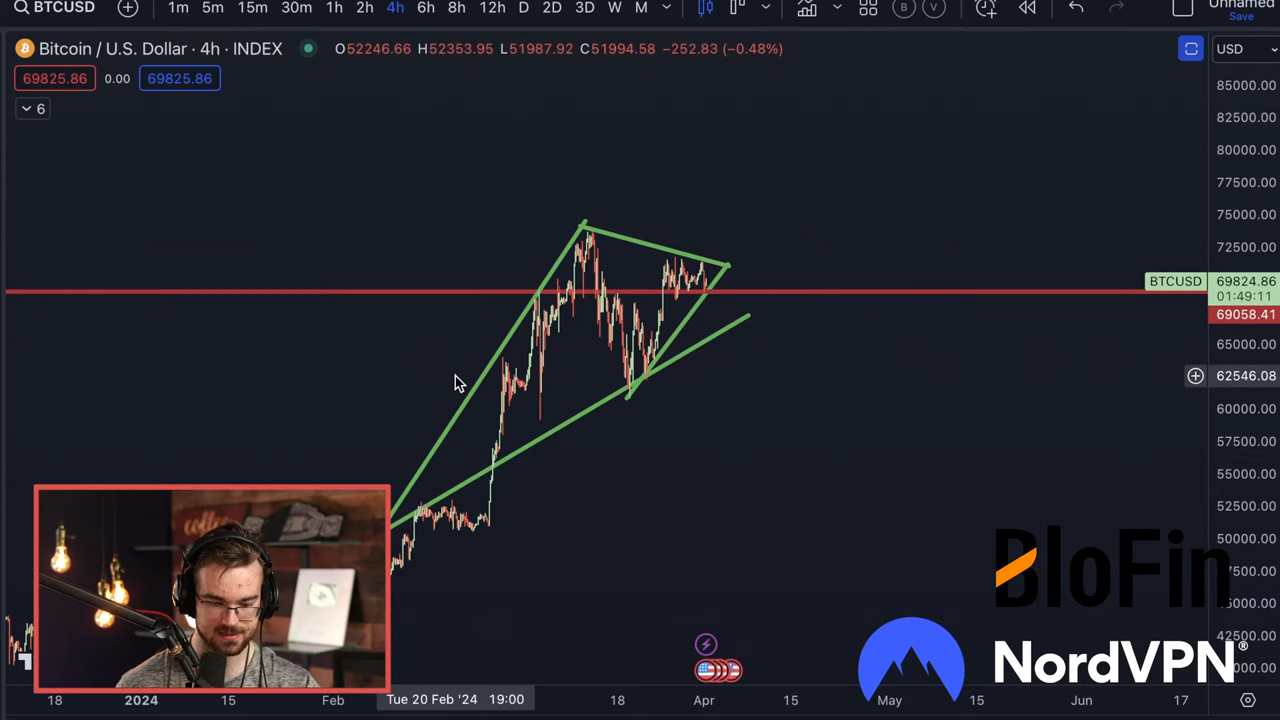 BTCUSD 1m 5m 15m 30m 1h 2h 4h 6h 8h 12h D 2D 3D W M B V Unnamed
Save
Bitcoin / U.S. Dollar · 4h · INDEX O52246.66 H52353.95 L51987.92 C51994.58 −252.83 (−0.48%) USD
69825.86 0.00 69825.86
6
85000.00
82500.00
80000.00
77500.00
75000.00
72500.00
BTCUSD 69824.86
01:49:11
69058.41
65000.00
62546.08
60000.00
57500.00
55000.00
52500.00
50000.00
BloFin
NordVPN®
18 2024 15 Feb Tue 20 Feb '24 19:00 18 Apr 15 May 15 Jun 17